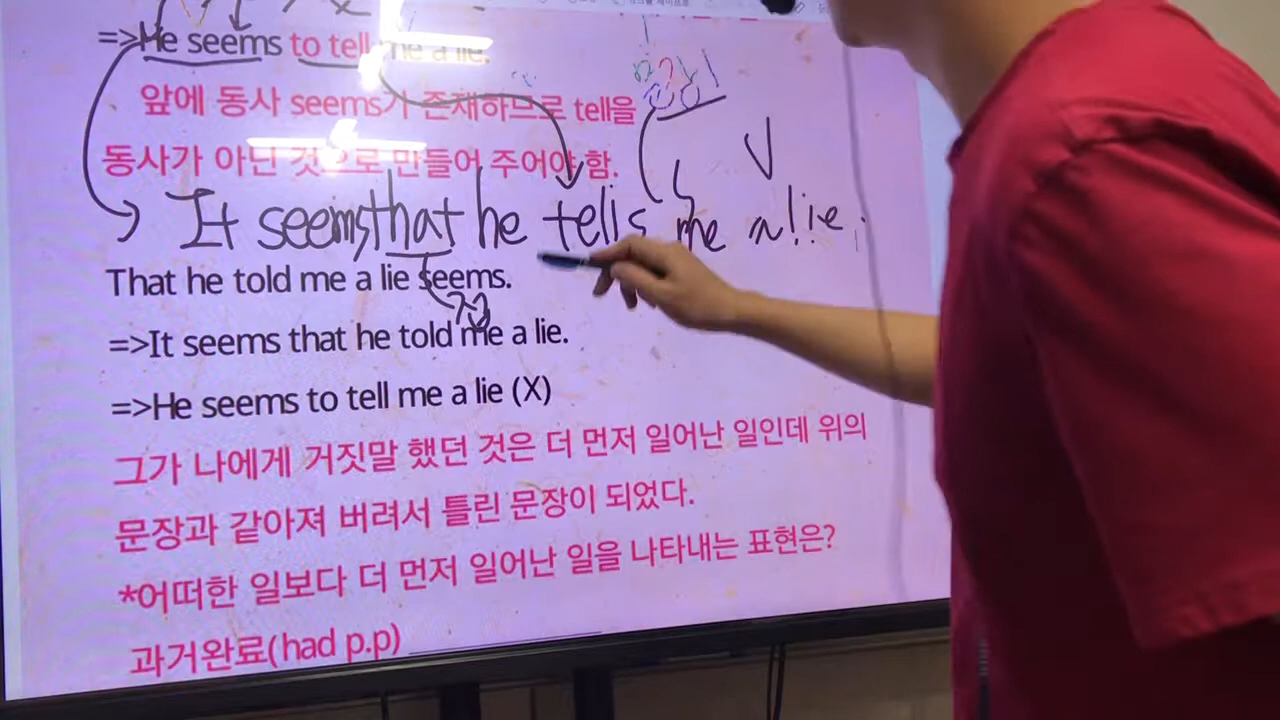 =>He seems to tell me a lie.
앞에 동사 seems가 존재하므로 tell을
동사가 아닌 것으로 만들어 주어야 함.
It seems that he tells me a lie.
That he told me a lie seems.
=>It seems that he told me a lie.
=>He seems to tell me a lie (X)
그가 나에게 거짓말 했던 것은 더 먼저 일어난 일인데 위의
문장과 같아져 버려서 틀린 문장이 되었다.
*어떠한 일보다 더 먼저 일어난 일을 나타내는 표현은?
과거완료(had p.p)